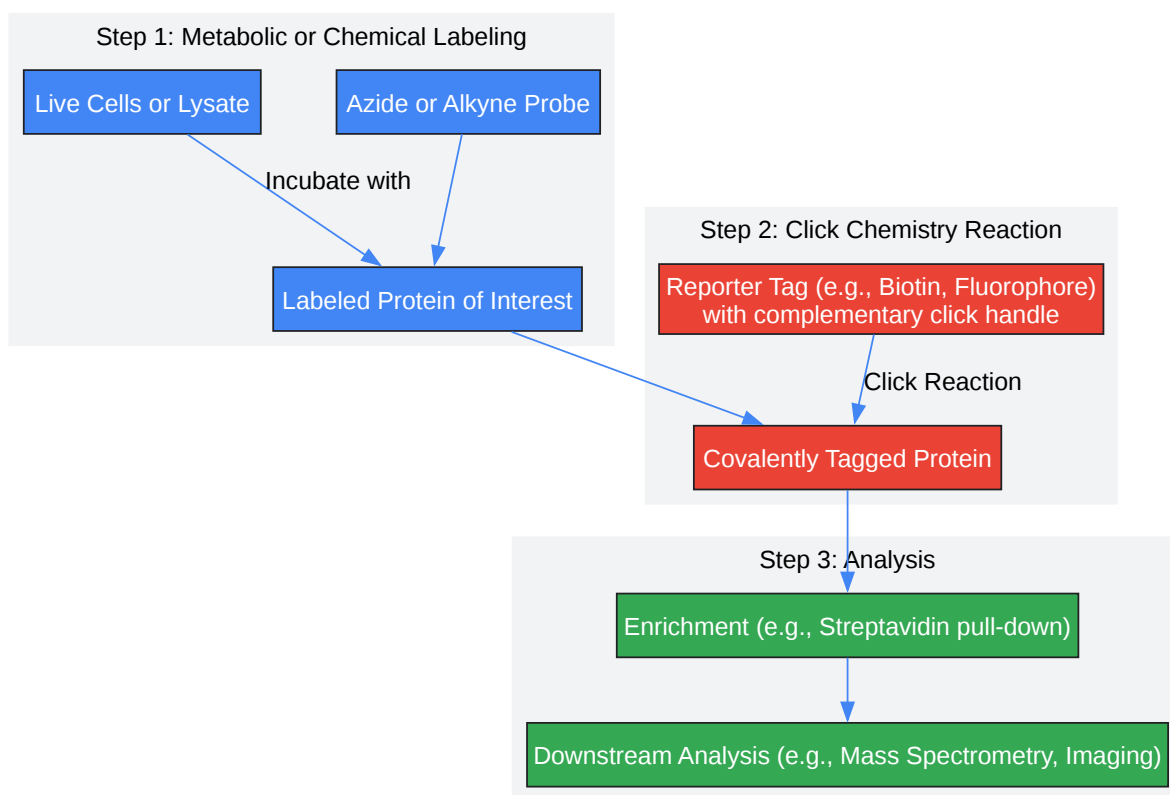 Step 1: Metabolic or Chemical Labeling
Live Cells or Lysate
Azide or Alkyne Probe
Incubate with
Labeled Protein of Interest
Step 2: Click Chemistry Reaction
Reporter Tag (e.g., Biotin, Fluorophore)
with complementary click handle
Click Reaction
Covalently Tagged Protein
Step 3: Analysis
Enrichment (e.g., Streptavidin pull-down)
Downstream Analysis (e.g., Mass Spectrometry, Imaging)